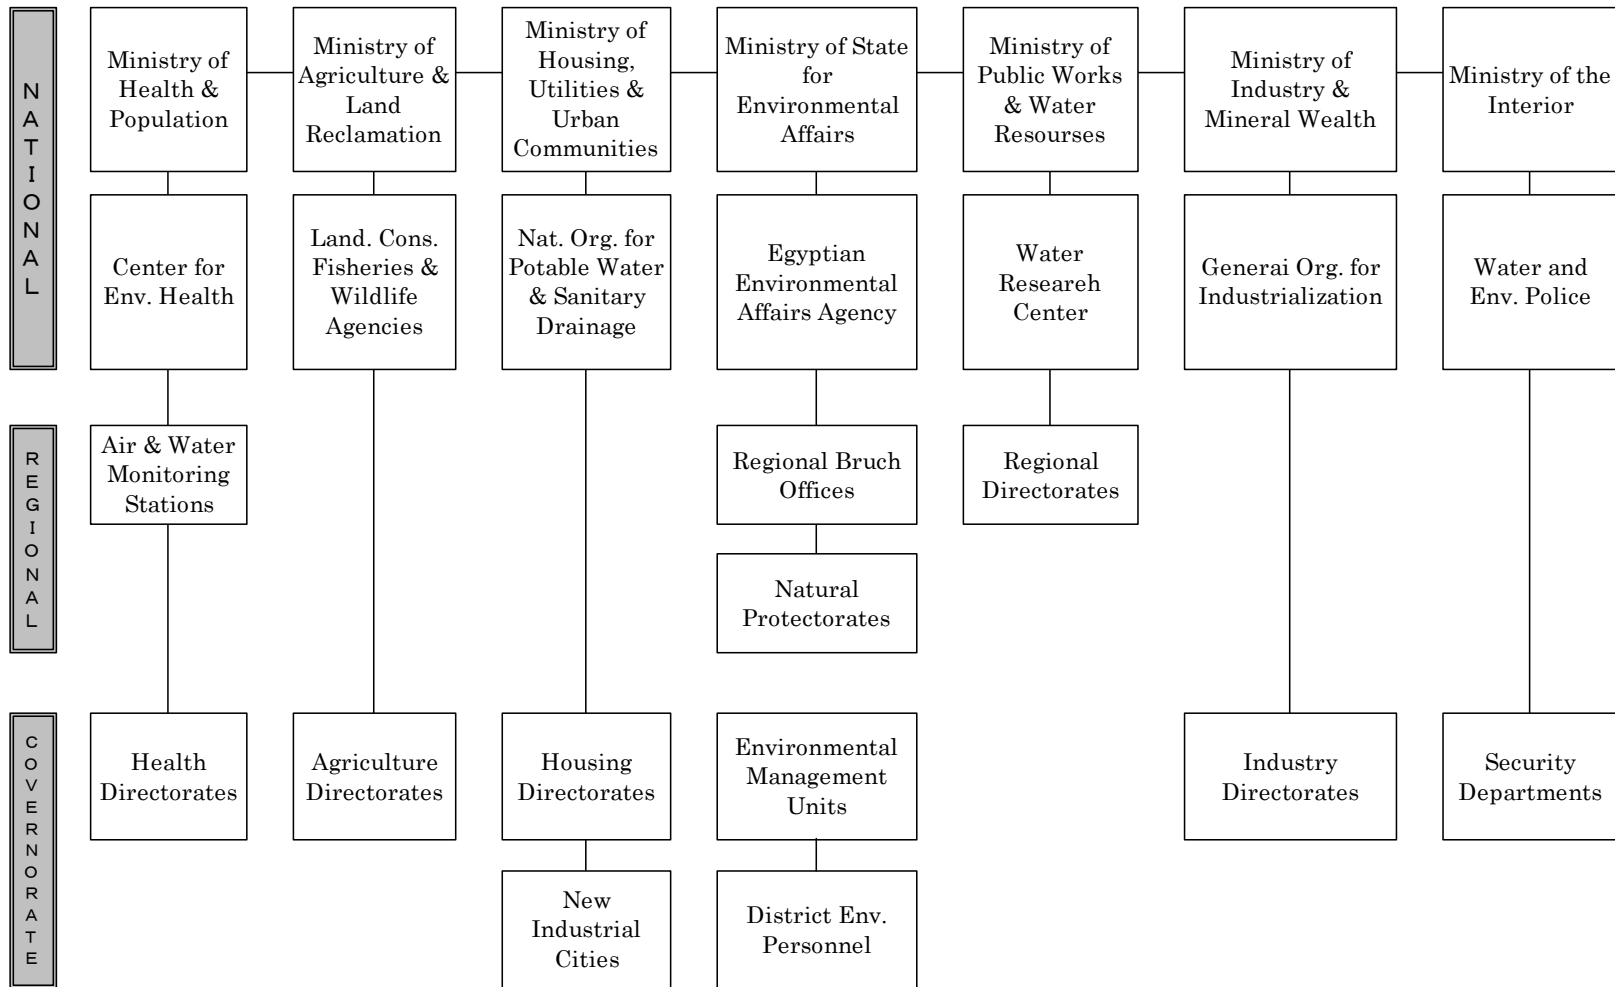 NATIONAL
Ministry of
Health &
Population
Ministry of
Agriculture &
Land
Reclamation
Ministry of
Housing,
Utilities &
Urban
Communities
Ministry of State
for
Environmental
Affairs
Ministry of
Public Works
& Water
Resourses
Ministry of
Industry &
Mineral Wealth
Ministry of the
Interior
Center for
Env. Health
Land. Cons.
Fisheries &
Wildlife
Agencies
Nat. Org. for
Potable Water
& Sanitary
Drainage
Egyptian
Environmental
Affairs Agency
Water
Researeh
Center
Generai Org. for
Industrialization
Water and
Env. Police
REGIONAL
Air & Water
Monitoring
Stations
Regional Bruch
Offices
Regional
Directorates
Natural
Protectorates
COVERNORATE
Health
Directorates
Agriculture
Directorates
Housing
Directorates
Environmental
Management
Units
Industry
Directorates
Security
Departments
New
Industrial
Cities
District Env.
Personnel